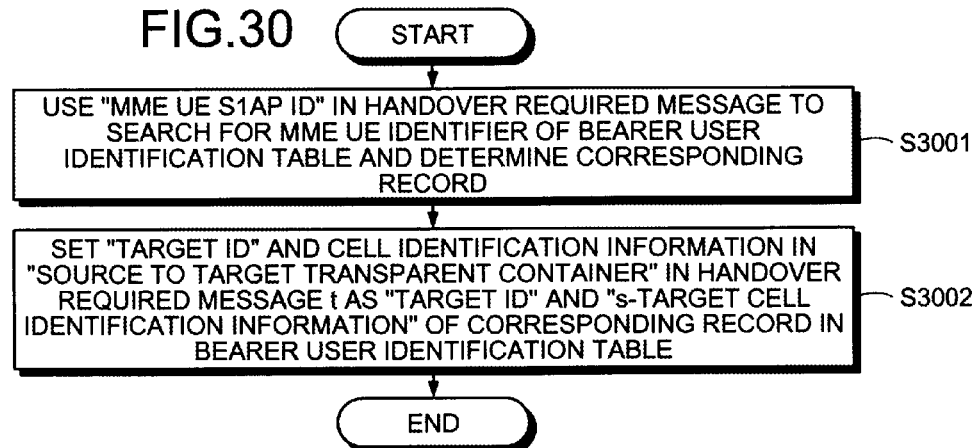 FIG.30
START
USE "MME UE S1AP ID" IN HANDOVER REQUIRED MESSAGE TO
SEARCH FOR MME UE IDENTIFIER OF BEARER USER
IDENTIFICATION TABLE AND DETERMINE CORRESPONDING
RECORD
S3001
SET "TARGET ID" AND CELL IDENTIFICATION INFORMATION IN
"SOURCE TO TARGET TRANSPARENT CONTAINER" IN HANDOVER
REQUIRED MESSAGE t AS "TARGET ID" AND "s-TARGET CELL
IDENTIFICATION INFORMATION" OF CORRESPONDING RECORD IN
BEARER USER IDENTIFICATION TABLE
S3002
END